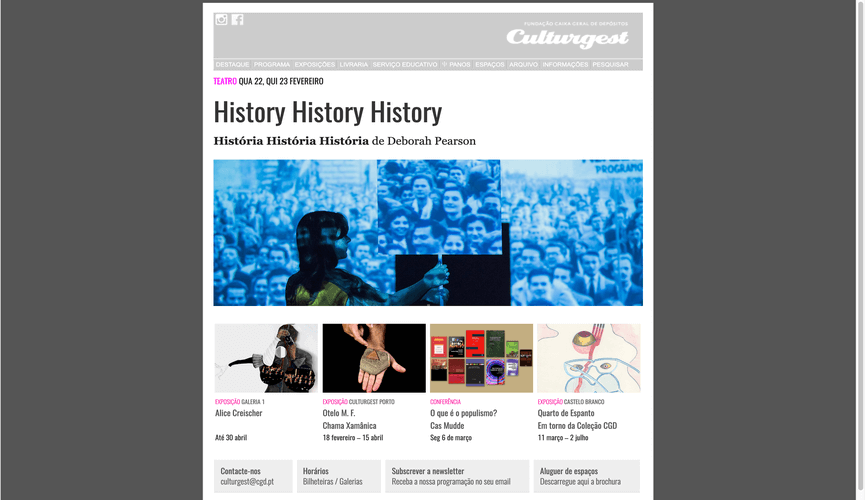 FUNDAÇÃO CAIXA GERAL DE DEPÓSITOS
Culturgest
DESTAQUE PROGRAMA EXPOSIÇÕES LIVRARIA SERVIÇO EDUCATIVO PANOS ESPAÇOS ARQUIVO INFORMAÇÕES PESQUISAR
TEATRO QUA 22, QUI 23 FEVEREIRO
History History History
História História História de Deborah Pearson
PROGRAMO
EXPOSIÇÃO GALERIA 1
Alice Creischer
Até 30 abril
EXPOSIÇÃO CULTURGEST PORTO
Otelo M. F.
Chama Xamânica
18 fevereiro – 15 abril
CONFERÊNCIA
O que é o populismo?
Cas Mudde
Seg 6 de março
EXPOSIÇÃO CASTELO BRANCO
Quarto de Espanto
Em torno da Coleção CGD
11 março – 2 julho
Contacte-nos
culturgest@cgd.pt
Horários
Bilheteiras / Galerias
Subscrever a newsletter
Receba a nossa programação no seu email
Aluguer de espaços
Descarregue aqui a brochura